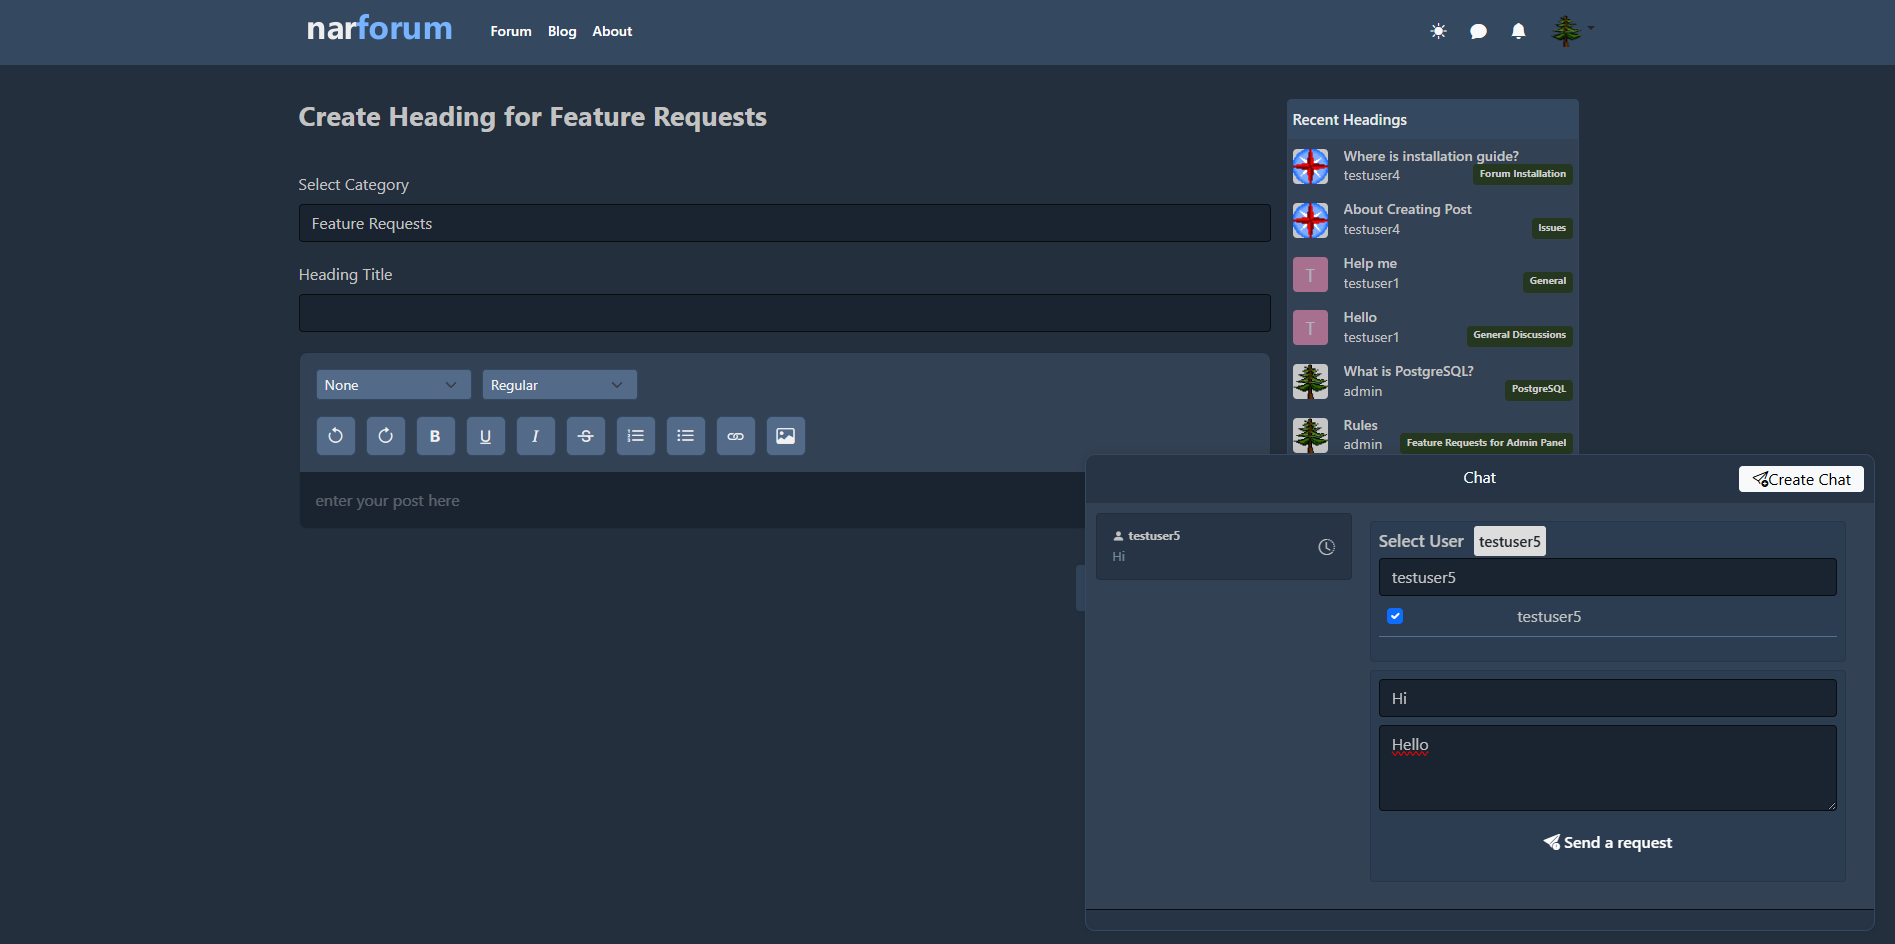 narforum
Forum
Blog
About
Create Heading for Feature Requests
Select Category
Feature Requests
Heading Title
None
Regular
B
U
I
S
enter your post here
Recent Headings
Where is installation guide?
testuser4
Forum Installation
About Creating Post
testuser4
Issues
T
Help me
testuser1
General
T
Hello
testuser1
General Discussions
What is PostgreSQL?
admin
PostgreSQL
Rules
admin
Feature Requests for Admin Panel
Chat
Create Chat
testuser5
Hi
Select User
testuser5
testuser5
testuser5
Hi
Hello
Send a request